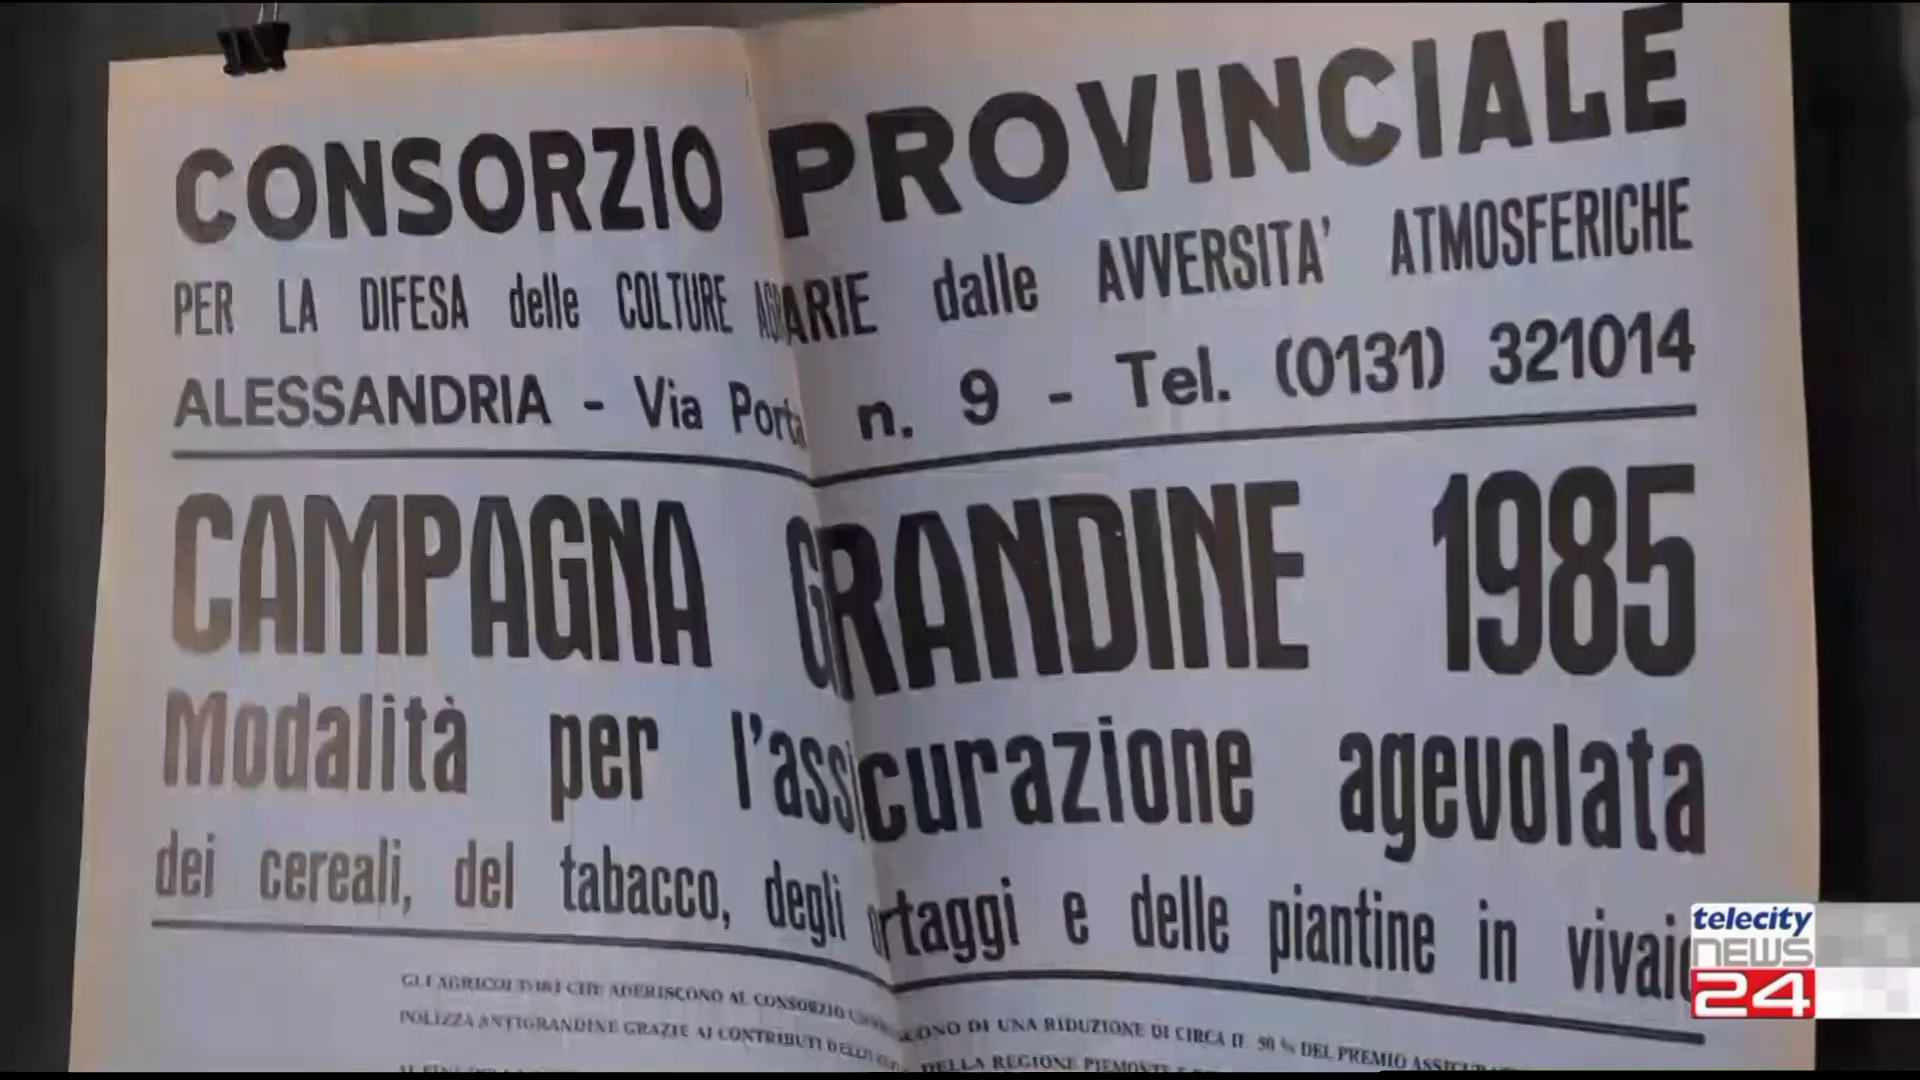 CONSORZIO PROVINCIALE
PER LA DIFESA delle COLTURE AGRARIE dalle AVVERSITA' ATMOSFERICHE
ALESSANDRIA - Via Porta n. 9 - Tel. (0131) 321014
CAMPAGNA GRANDINE 1985
Modalità per l'assicurazione agevolata
dei cereali, del tabacco, degli ortaggi e delle piantine in vivaio
GLI AGRICOLTORI CHE ADERISCONO AL CONSORZIO DI UNA RIDUZIONE DI CIRCA IL 50 % DEL PREMIO
POLIZZA ANTIGRANDINE GRAZIE AI CONTRIBUTI DELLA REGIONE PIEMONTE
telecity
NEWS
24